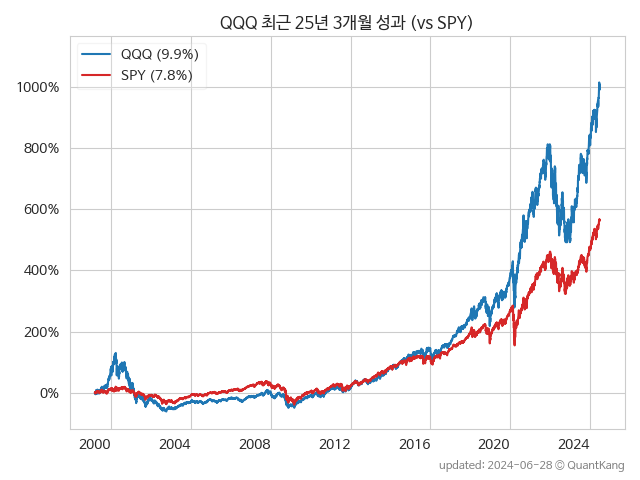 QQQ 최근 25년 3개월 성과 (vs SPY)
QQQ (9.9%)
SPY (7.8%)
1000%
800%
600%
400%
200%
0%
2000 2004 2008 2012 2016 2020 2024
updated: 2024-06-28 © QuantKang